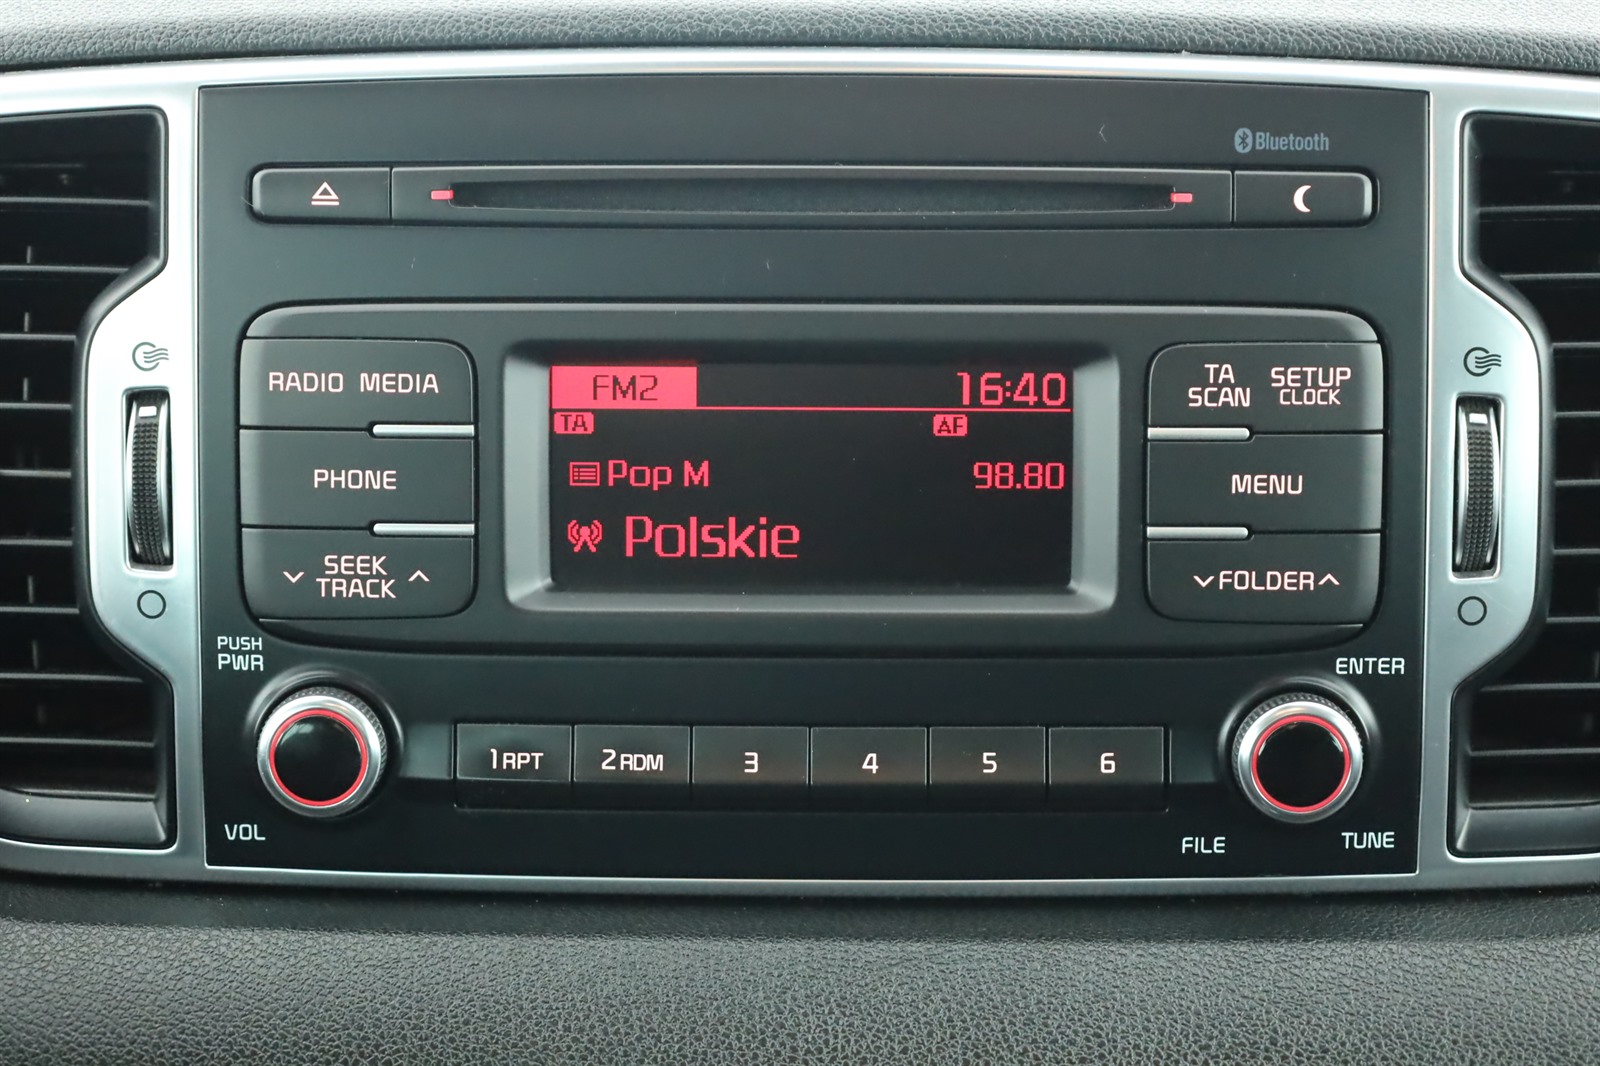 Bluetooth
RADIO MEDIA
PHONE
SEEK
TRACK
FM2 16:40
TA AF
Pop M 98.80
Polskie
TA
SCAN
SETUP
CLOCK
MENU
FOLDER
PUSH
PWR
VOL
1 RPT 2 RDM 3 4 5 6
ENTER
FILE TUNE